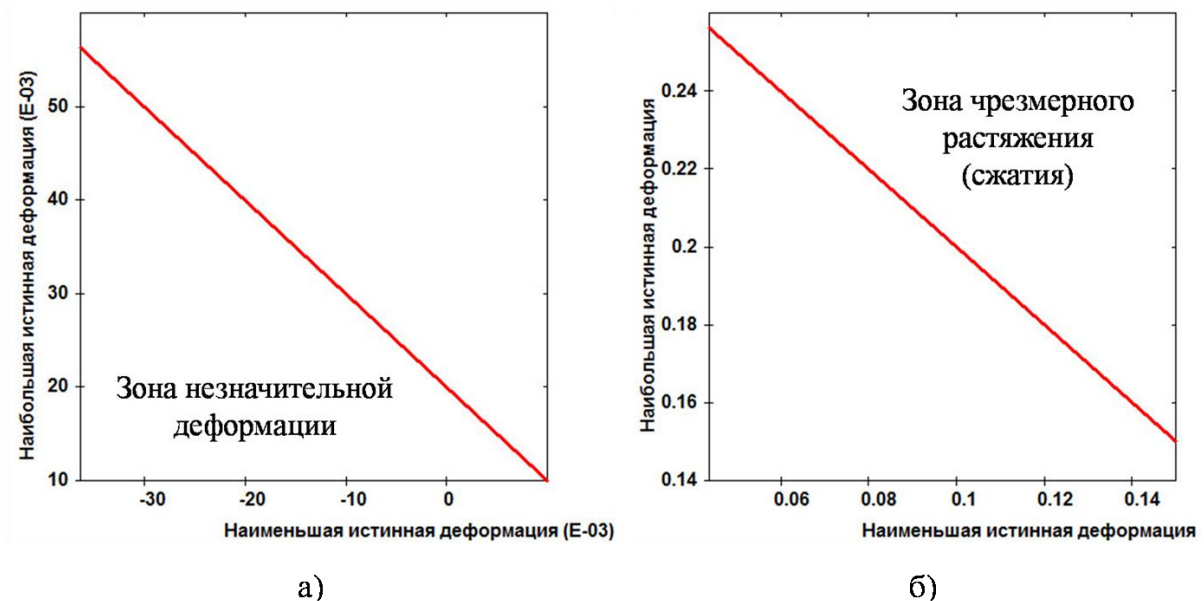 Наибольшая истинная деформация (E-03)
50
40
30
20
10
Зона незначительной
деформации
-30
-20
-10
0
Наименьшая истинная деформация (E-03)
а)
Наибольшая истинная деформация
0.24
0.22
0.2
0.18
0.16
0.14
Зона чрезмерного
растяжения
(сжатия)
0.06
0.08
0.1
0.12
0.14
Наименьшая истинная деформация
б)